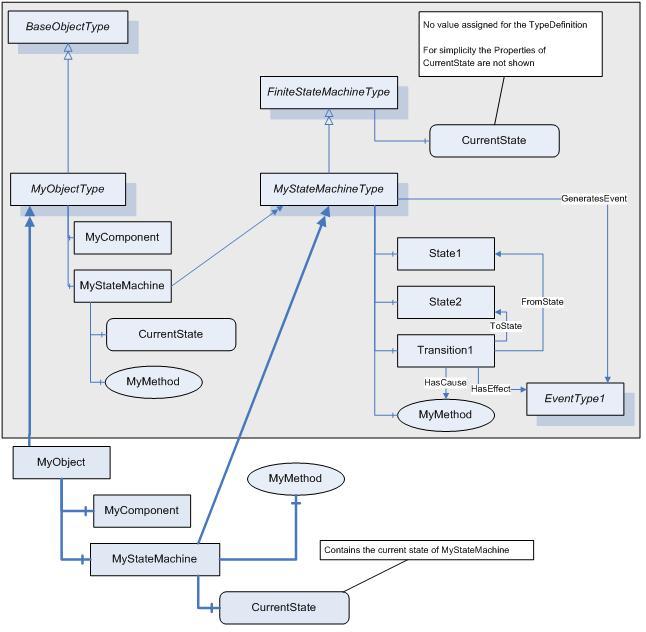 BaseObjectType
No value assigned for the TypeDefinition
For simplicity the Properties of
CurrentState are not shown
FiniteStateMachineType
CurrentState
MyObjectType
MyStateMachineType
GeneratesEvent
MyComponent
State1
MyStateMachine
State2
FromState
ToState
CurrentState
Transition1
MyMethod
HasCause
HasEffect
EventType1
MyMethod
MyObject
MyMethod
MyComponent
MyStateMachine
Contains the current state of MyStateMachine
CurrentState